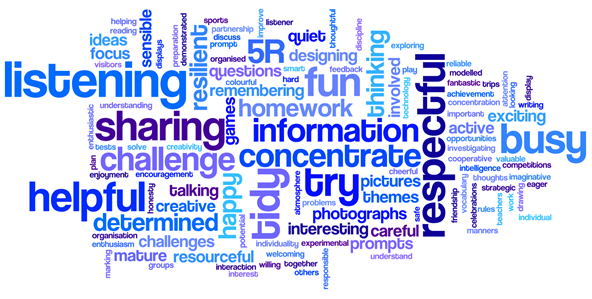 helping
reading
ideas
focus
visitors
sensible
displays
preparation
demonstrated
resilient
sports
partnership
discuss
prompt
organised
5R
improve
listener
quiet
smart
thoughtful
discipline
designing
feedback
exploring
thinking
listening
understanding
questions
colourful
remembering
hard
fun
involved
play
technology
reliable
modelled
fantastic
trips
achievement
concentration
attention
looking
display
writing
respectful
important
exciting
enthusiastic
sharing
games
homework
information
active
opportunities
investigating
busy
tests
solve
creativity
plan
challenge
enjoyment
encouragement
concentrate
cheerful
cooperative
valuable
intelligence
competitions
helpful
honesty
talking
creative
happy
tidy
atmosphere
try
problems
pictures
themes
safe
thoughts
imaginative
vocabulary
strategic
eager
friendship
celebrations
rules
teachers
work
drawing
individual
manners
determined
potential
photographs
organisation
enthusiasm
challenges
individuality
experimental
interesting
careful
prompts
marking
mature
resourceful
welcoming
understand
groups
interaction
interest
willing
together
others
responsible